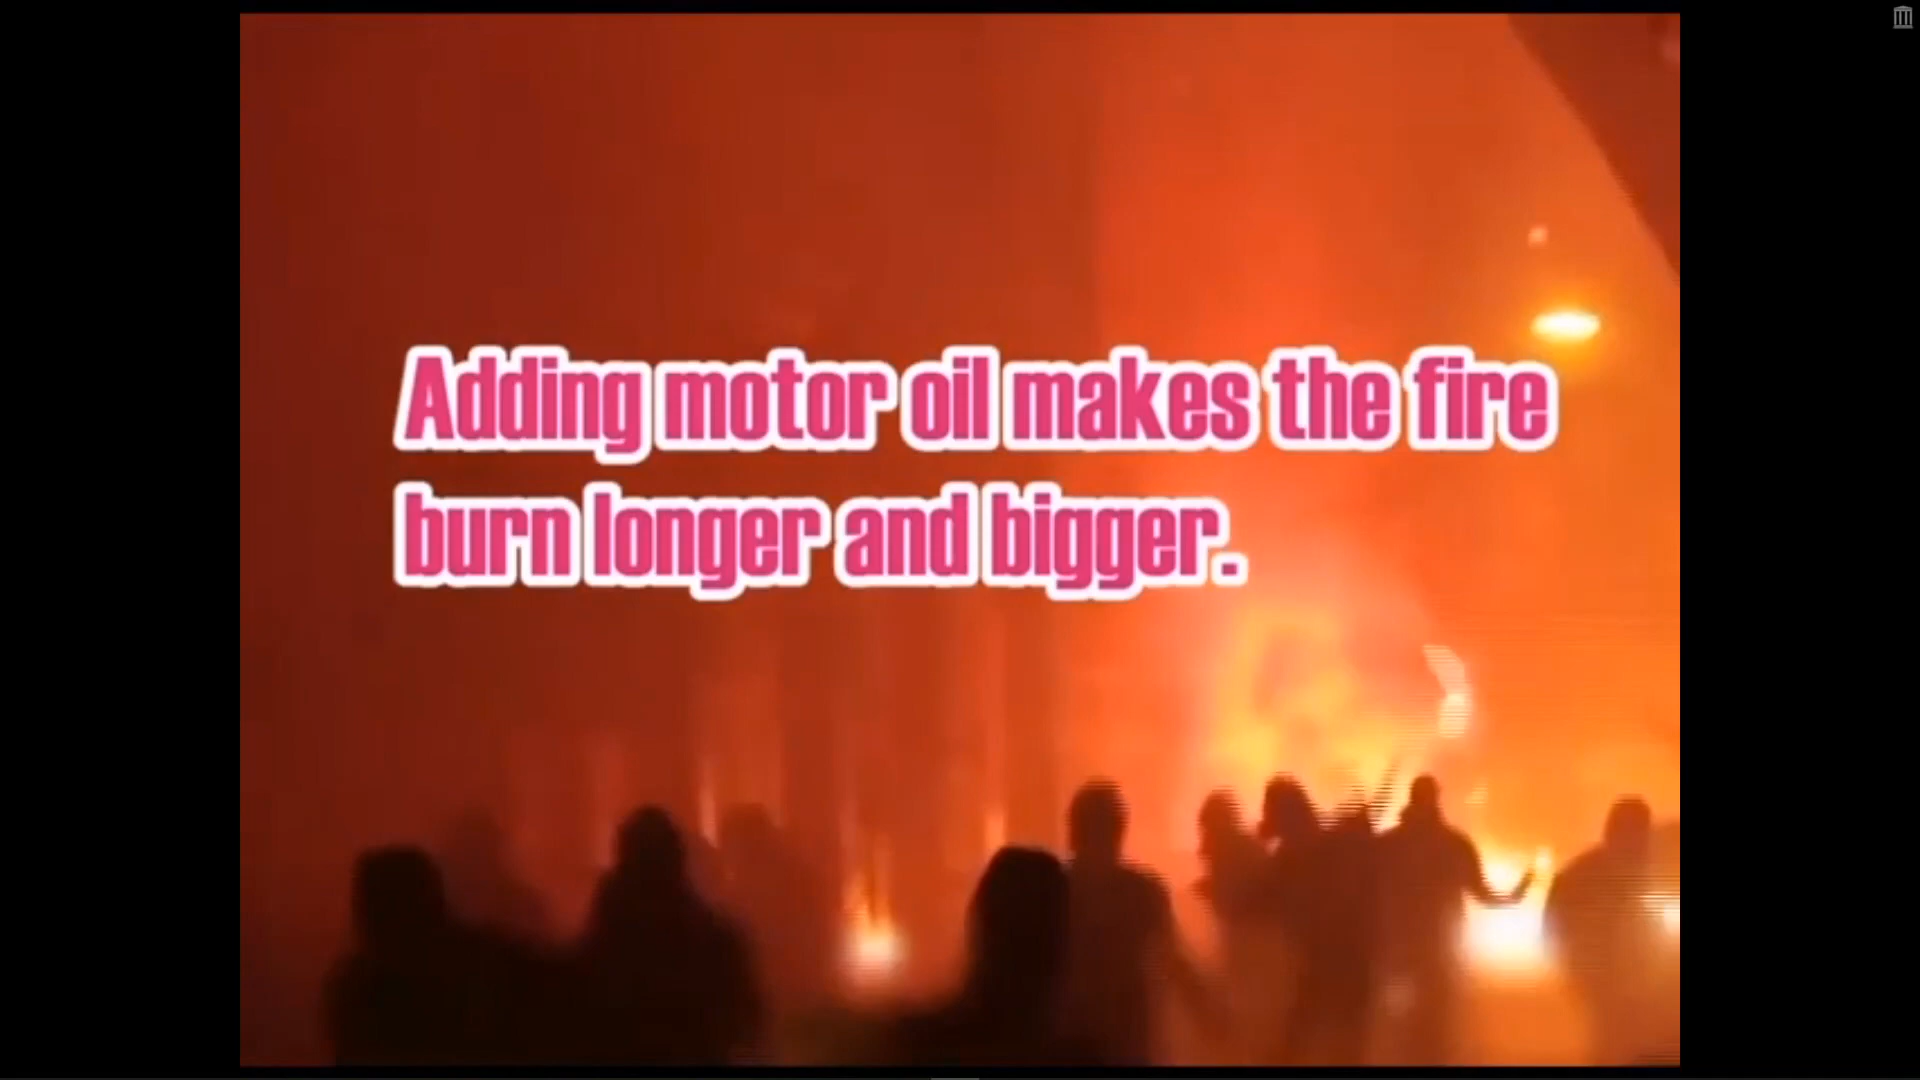 Adding motor oil makes the fire
burn longer and bigger.